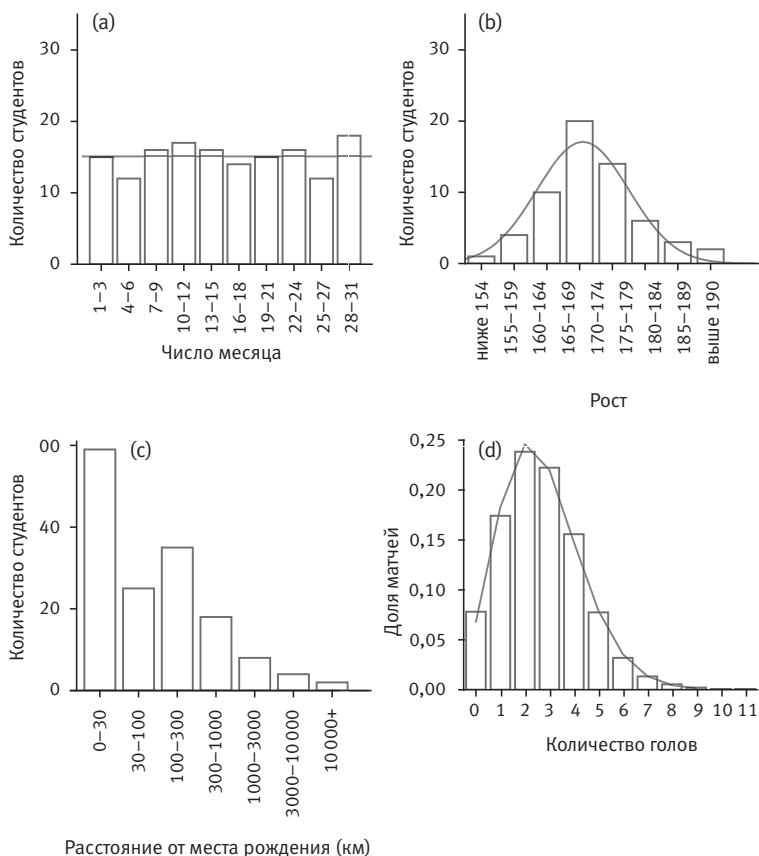 (a)
Количество студентов
30
20
10
0
1–3
4–6
7–9
10–12
13–15
16–18
19–21
22–24
25–27
28–31
Число месяца
(b)
Количество студентов
30
20
10
0
ниже 154
155–159
160–164
165–169
170–174
175–179
180–184
185–189
выше 190
Рост
(c)
Количество студентов
00
40
20
0
0–30
30–100
100–300
300–1000
1000–3000
3000–10 000
10 000+
Расстояние от места рождения (км)
(d)
Доля матчей
0,25
0,20
0,15
0,10
0,05
0,00
0 1 2 3 4 5 6 7 8 9 10 11
Количество голов